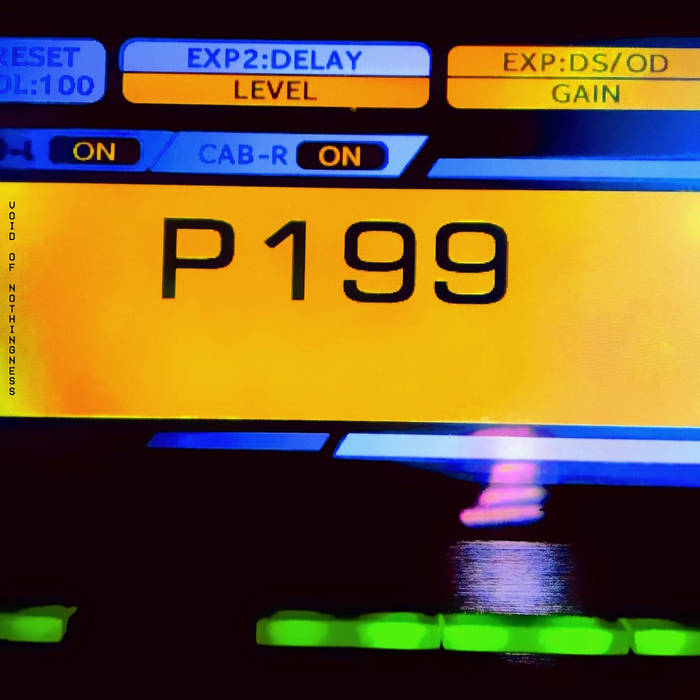 RESET
OL:100
EXP2:DELAY
LEVEL
EXP:DS/OD
GAIN
ON
CAB-R
ON
P199
VOID OF NOTHINGNESS